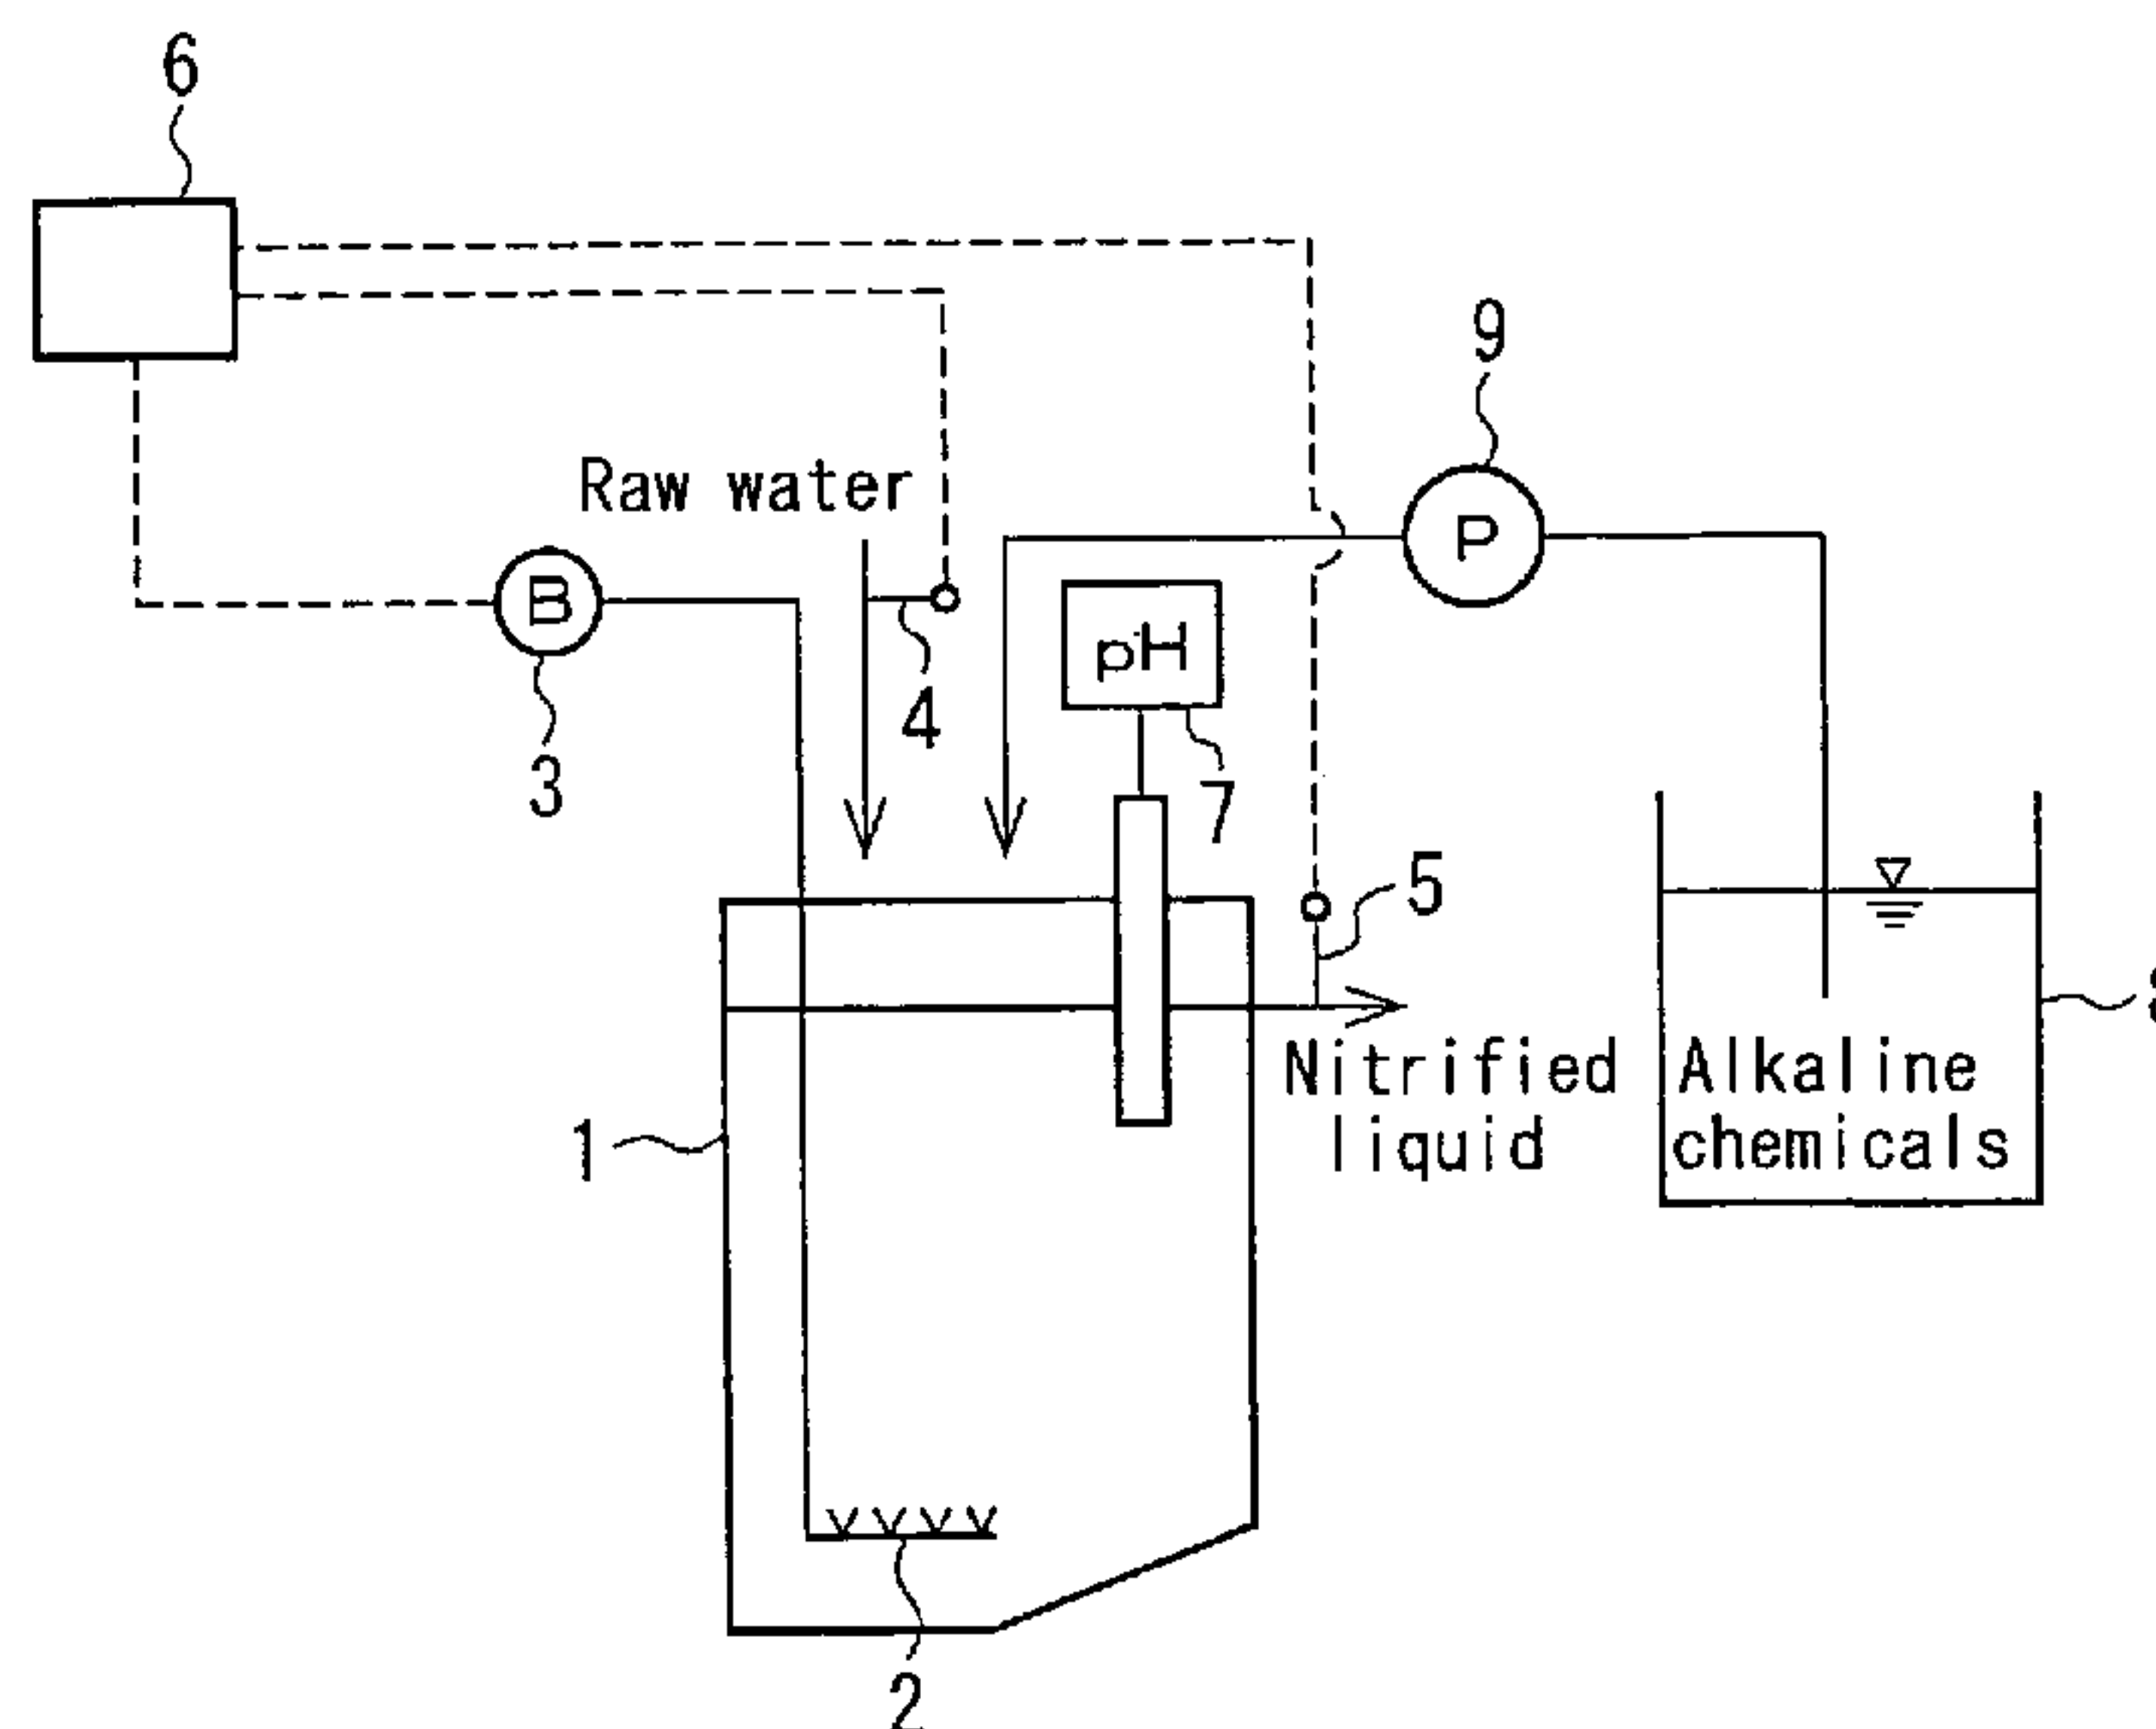 6
9
Raw water
B
P
pH
4
3
7
5
Nitrified
liquid
Alkaline
chemicals
1
2